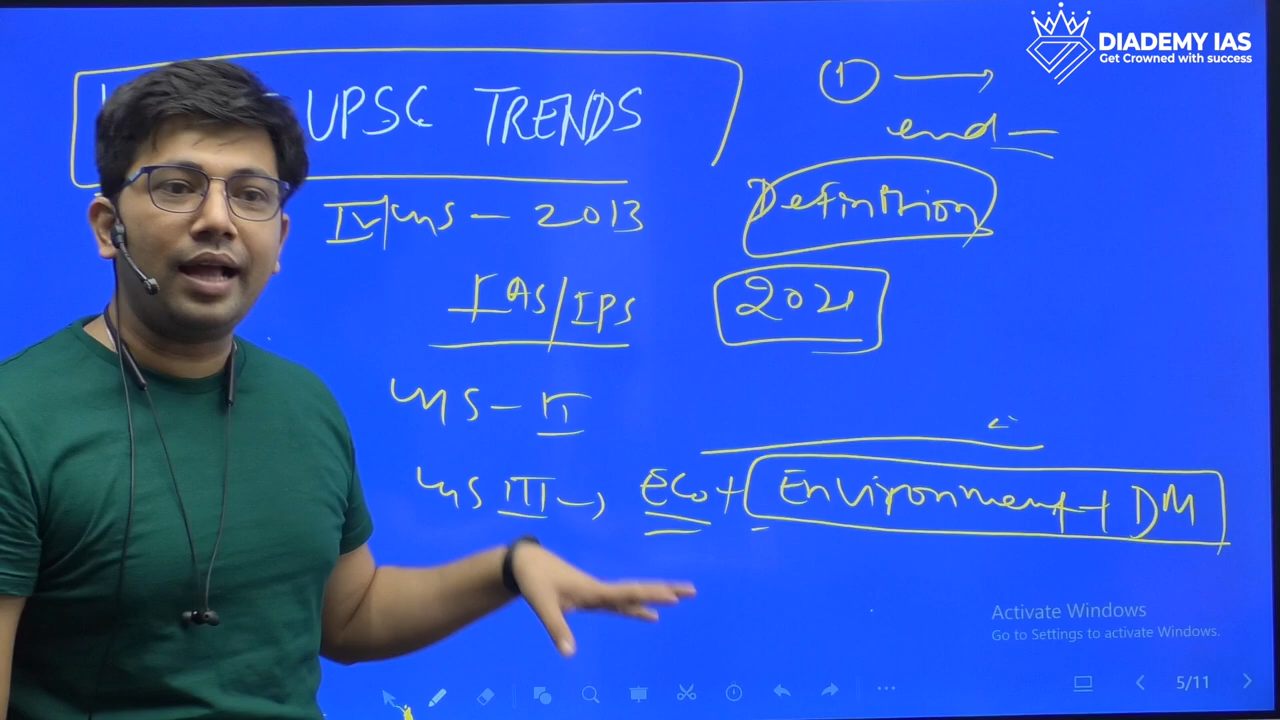 DIADEMY IAS
Get Crowned with success
UPSC TRENDS
1 →
end —
IV/GS - 2013
Definition
IAS/IPS
2021
GS - II
GS III → ECO + Environment + DM
Activate Windows
Go to Settings to activate Windows.
5/11